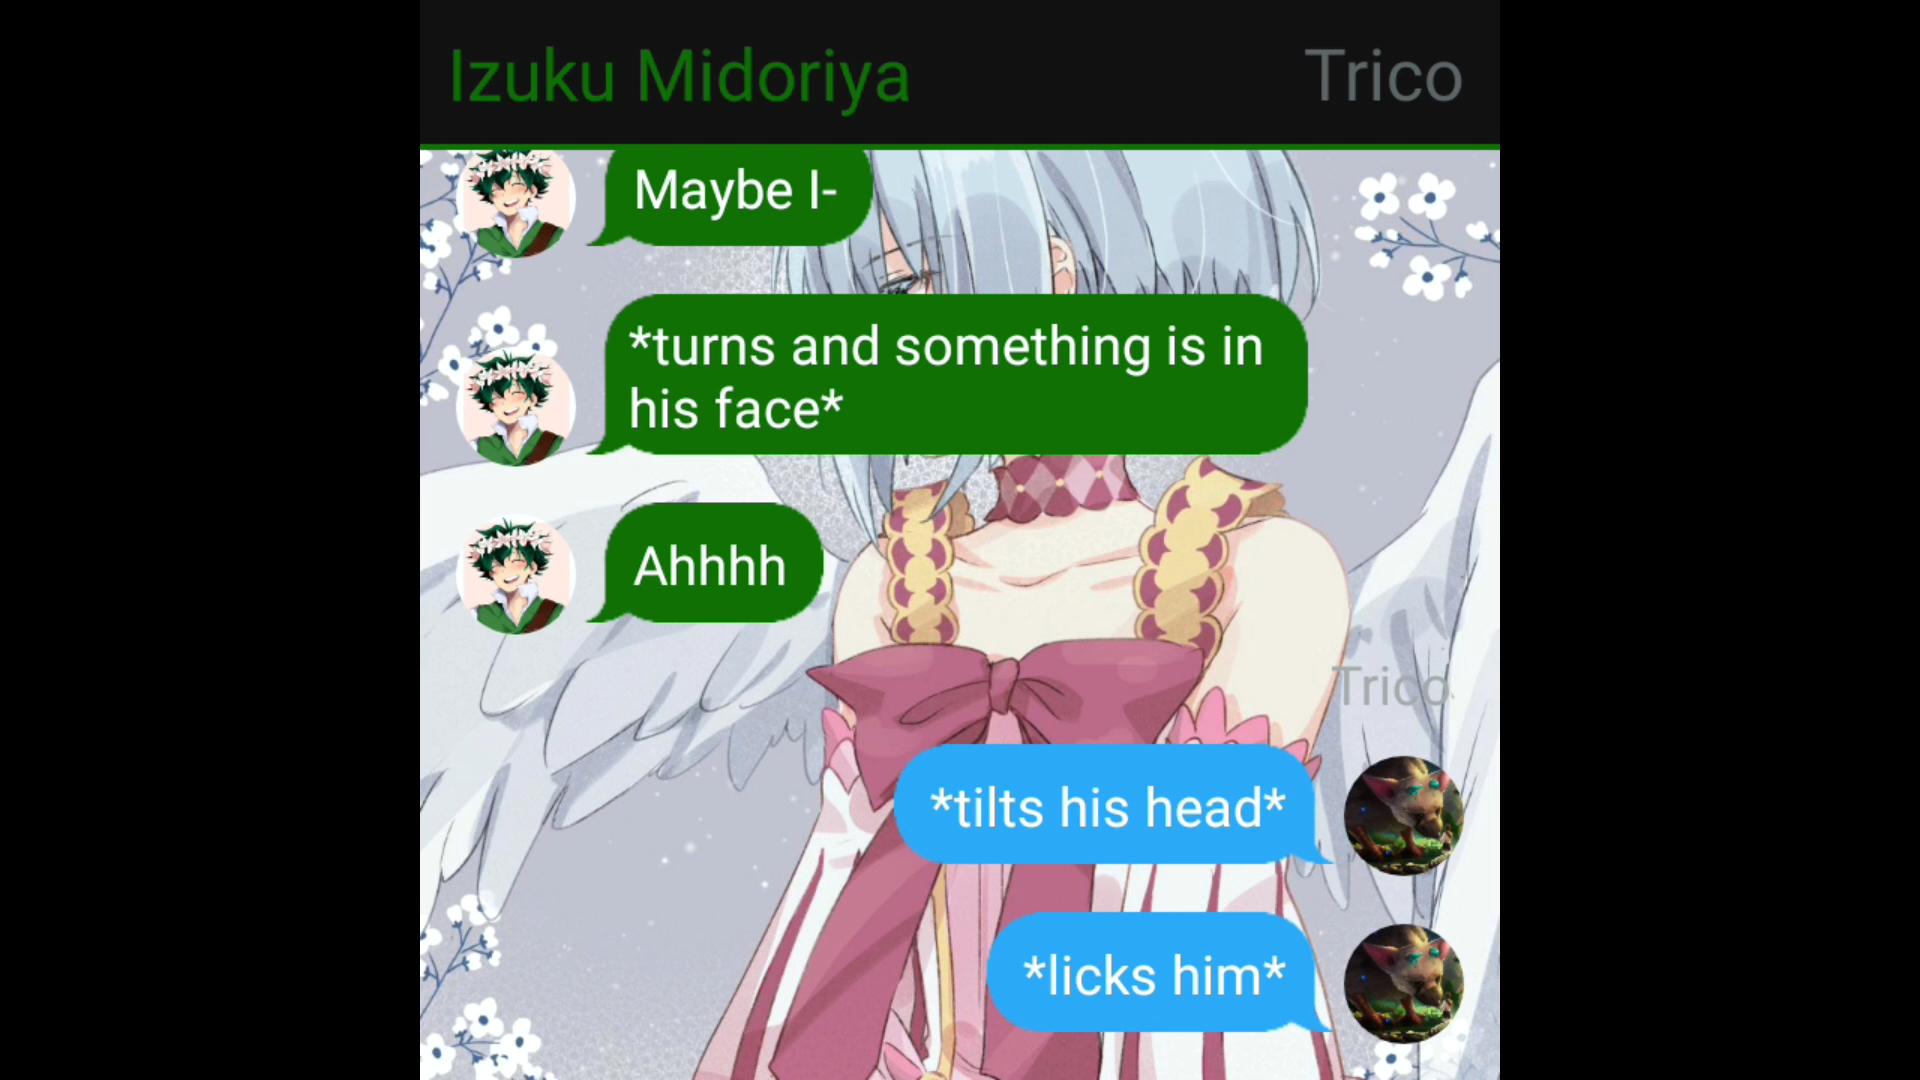 Izuku Midoriya
Trico
Maybe I-
*turns and something is in
his face*
Ahhhh
Trico
*tilts his head*
*licks him*